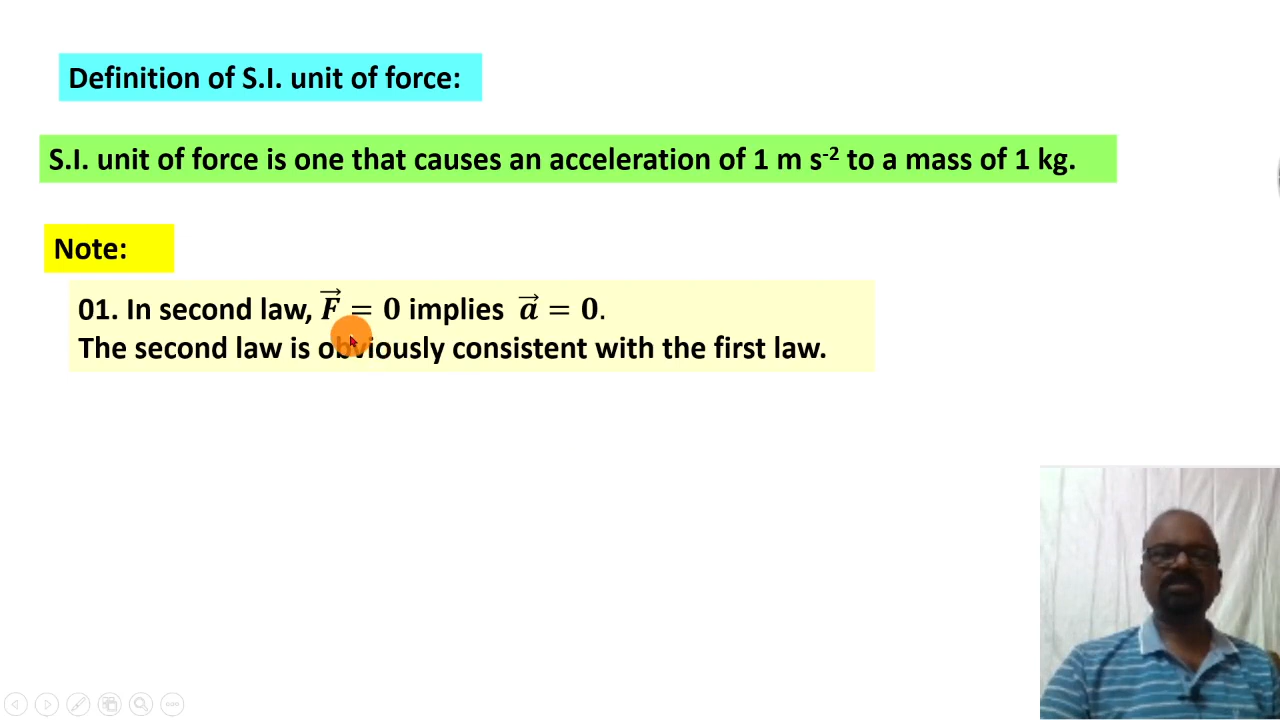 Definition of S.I. unit of force:
S.I. unit of force is one that causes an acceleration of 1 m s⁻² to a mass of 1 kg.
Note:
01. In second law, F⃗ = 0 implies a⃗ = 0.
The second law is obviously consistent with the first law.